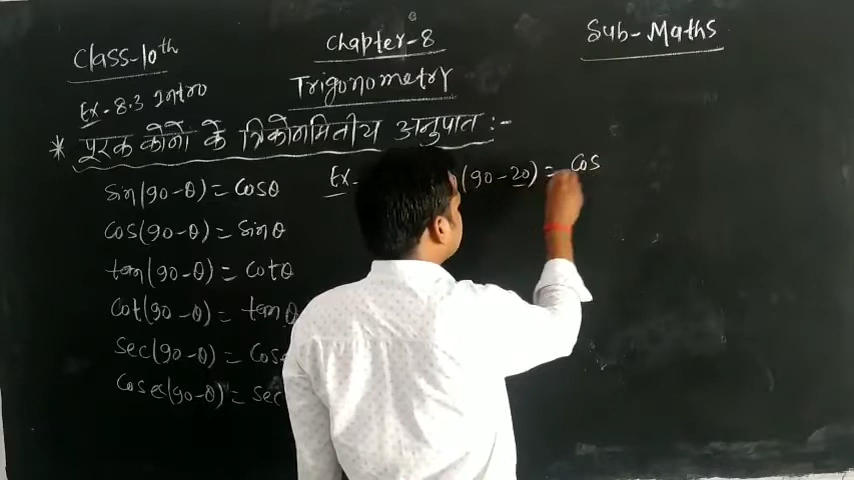 Class-10th
Chapter-8
Sub-Maths
Ex-8.3 Intro
Trigonometry
* पूरक कोनो के त्रिकोनमितीय अनुपात :-
sin(90-θ) = cosθ
Ex- (90-20) = cos
cos(90-θ) = sinθ
tan(90-θ) = cotθ
cot(90-θ) = tanθ
sec(90-θ) = cos
cosec(90-θ) = sec